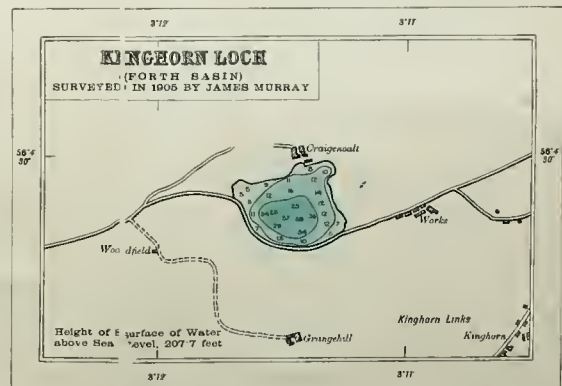 3°12′ 3°11′
KINGHORN LOCH
(FORTH BASIN)
SURVEYED IN 1905 BY JAMES MURRAY
56°4′
30″
56°4′
30″
Craigencalt
Works
Woodfield
Kinghorn Links
Height of Surface of Water
above Sea Level, 207·7 feet
Grangehill
Kinghorn
3°12′ 3°11′